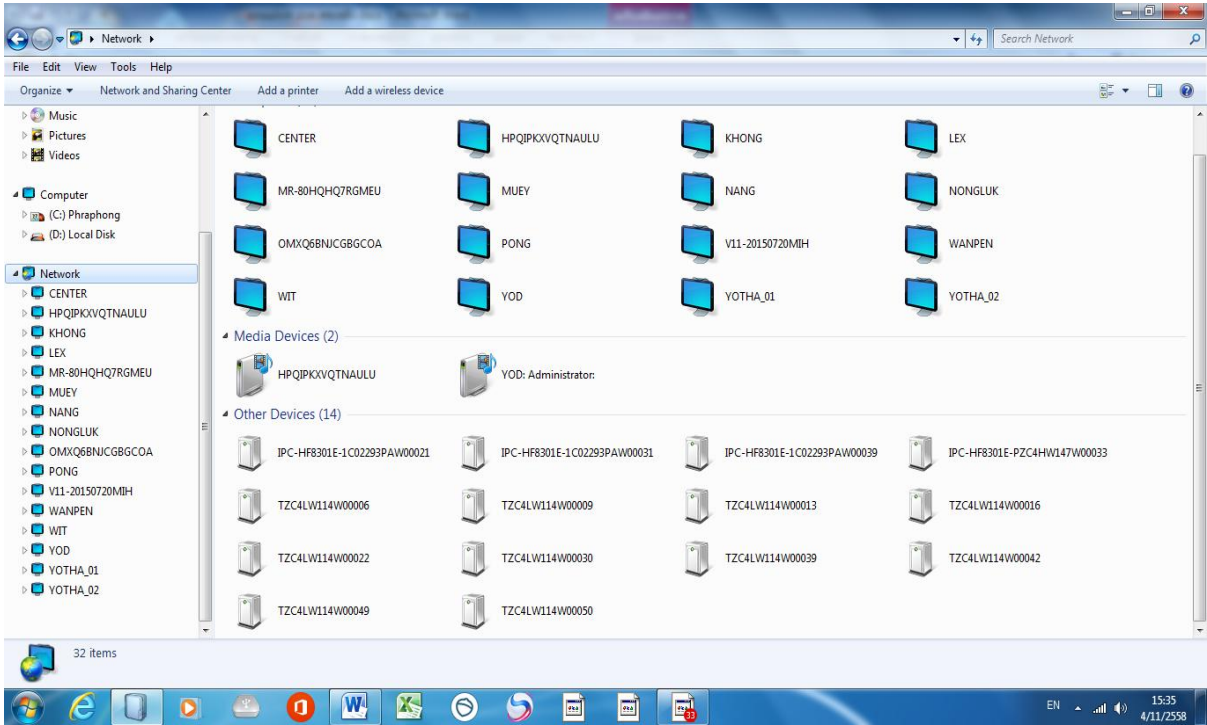 Network
Search Network
File Edit View Tools Help
Organize Network and Sharing Center Add a printer Add a wireless device
Music
Pictures
Videos
Computer
(C:) Phraphong
(D:) Local Disk
Network
CENTER
HPQIPKXVQTNAULU
KHONG
LEX
MR-80HQHQ7RGMEU
MUEY
NANG
NONGLUK
OMXQ6BNJCGBGCOA
PONG
V11-20150720MIH
WANPEN
WIT
YOD
YOTHA_01
YOTHA_02
CENTER HPQIPKXVQTNAULU KHONG LEX
MR-80HQHQ7RGMEU MUEY NANG NONGLUK
OMXQ6BNJCGBGCOA PONG V11-20150720MIH WANPEN
WIT YOD YOTHA_01 YOTHA_02
Media Devices (2)
HPQIPKXVQTNAULU YOD: Administrator:
Other Devices (14)
IPC-HF8301E-1C02293PAW00021 IPC-HF8301E-1C02293PAW00031 IPC-HF8301E-1C02293PAW00039 IPC-HF8301E-PZC4HW147W00033
TZC4LW114W00006 TZC4LW114W00009 TZC4LW114W00013 TZC4LW114W00016
TZC4LW114W00022 TZC4LW114W00030 TZC4LW114W00039 TZC4LW114W00042
TZC4LW114W00049 TZC4LW114W00050
32 items
EN 15:35
4/11/2558